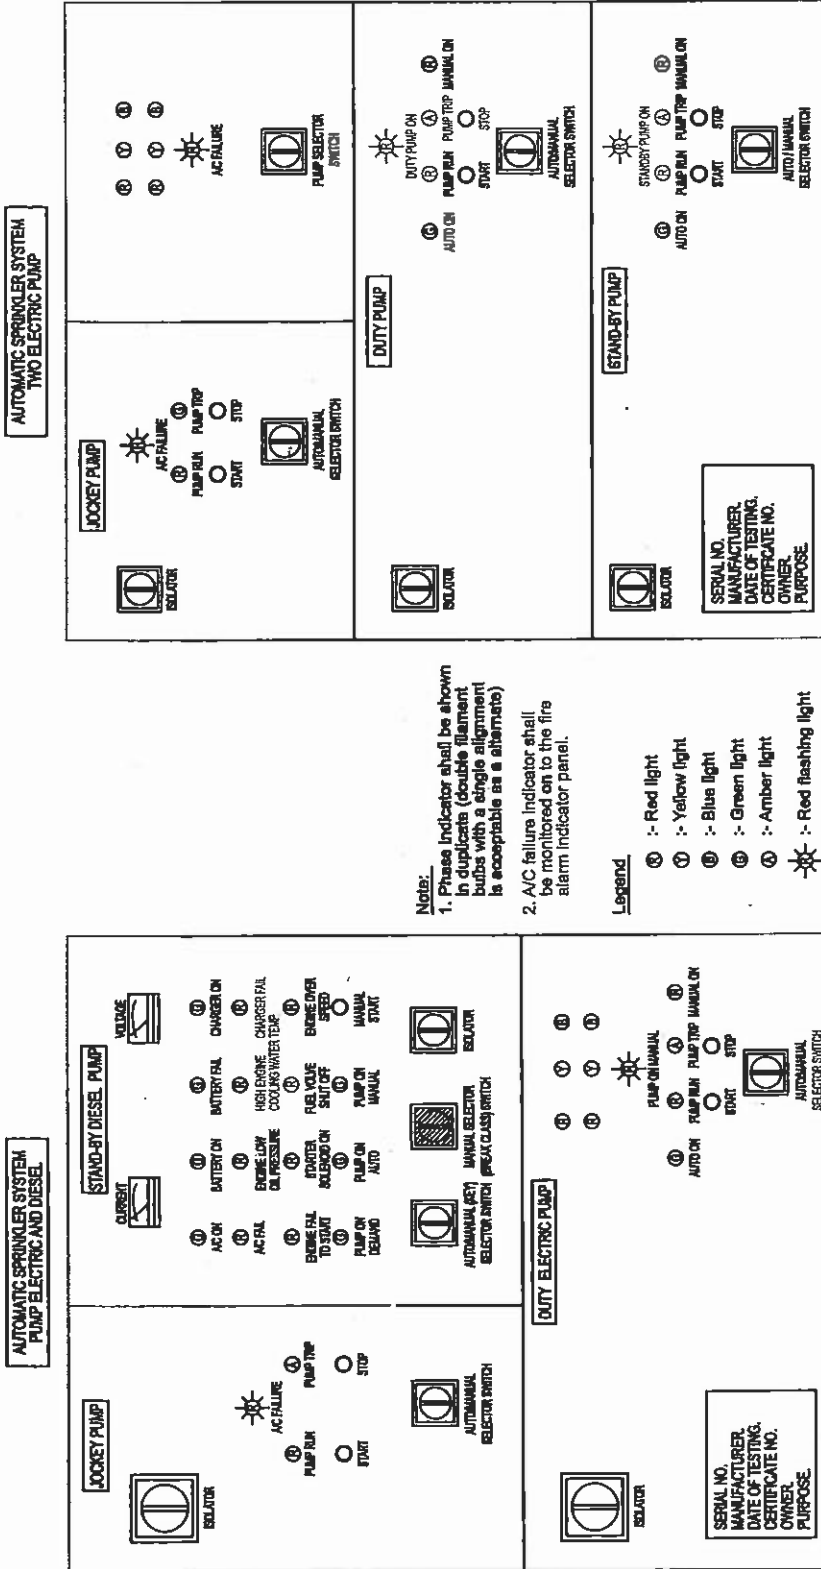 AUTOMATIC SPRINKLER SYSTEM
PUMP ELECTRIC AND DIESEL
JOCKEY PUMP
ISOLATOR
R
A/C FAILURE
R A
PUMP RUN PUMP TRIP
START STOP
AUTO/MANUAL
SELECTOR SWITCH
STAND-BY DIESEL PUMP
CURRENT VOLTAGE
G G G G
A/C ON BATTERY ON BATTERY FAIL CHARGER ON
R R R R
A/C FAIL
ENGINE LOW
OIL PRESSURE
HIGH ENGINE
COOLING WATER TEMP
CHARGER FAIL
R R R R
ENGINE FAIL
TO START
STARTER
SOLENOID ON
FUEL VOLVE
SHUT OFF
ENGINE OVER
SPEED
G G G
PUMP ON
DEMAND
PUMP ON
AUTO
PUMP ON
MANUAL
MANUAL
START
AUTO/MANUAL (KEY)
SELECTOR SWITCH
MANUAL SELECTOR
(BREAK CLASS) SWITCH
ISOLATOR
DUTY ELECTRIC PUMP
ISOLATOR
R Y B
R Y B
R
PUMP ON MANUAL
G R A R
AUTO ON PUMP RUN PUMP TRIP MANUAL ON
START STOP
AUTO/MANUAL
SELECTOR SWITCH
SERIAL NO.
MANUFACTURER.
DATE OF TESTING.
CERTIFICATE NO.
OWNER.
PURPOSE.
Note:
1. Phase indicator shall be shown
in duplicate (double filament
bulbs with a single alignment
is acceptable as a alternate)
2. A/C failure indicator shall
be monitored on to the fire
alarm indicator panel.
Legend
R :- Red light
Y :- Yellow light
B :- Blue light
G :- Green light
A :- Amber light
R :- Red flashing light
AUTOMATIC SPRINKLER SYSTEM
TWO ELECTRIC PUMP
JOCKEY PUMP
ISOLATOR
R
A/C FAILURE
R G
PUMP RUN PUMP TRIP
START STOP
AUTO/MANUAL
SELECTOR SWITCH
R Y B
R Y B
R
A/C FAILURE
PUMP SELECTOR
SWITCH
DUTY PUMP
ISOLATOR
R
DUTY PUMP ON
G R A R
AUTO ON PUMP RUN PUMP TRIP MANUAL ON
START STOP
AUTO/MANUAL
SELECTOR SWITCH
STAND-BY PUMP
ISOLATOR
R
STANDBY PUMP ON
G R A R
AUTO ON PUMP RUN PUMP TRIP MANUAL ON
START STOP
AUTO / MANUAL
SELECTOR SWITCH
SERIAL NO.
MANUFACTURER.
DATE OF TESTING.
CERTIFICATE NO.
OWNER.
PURPOSE.